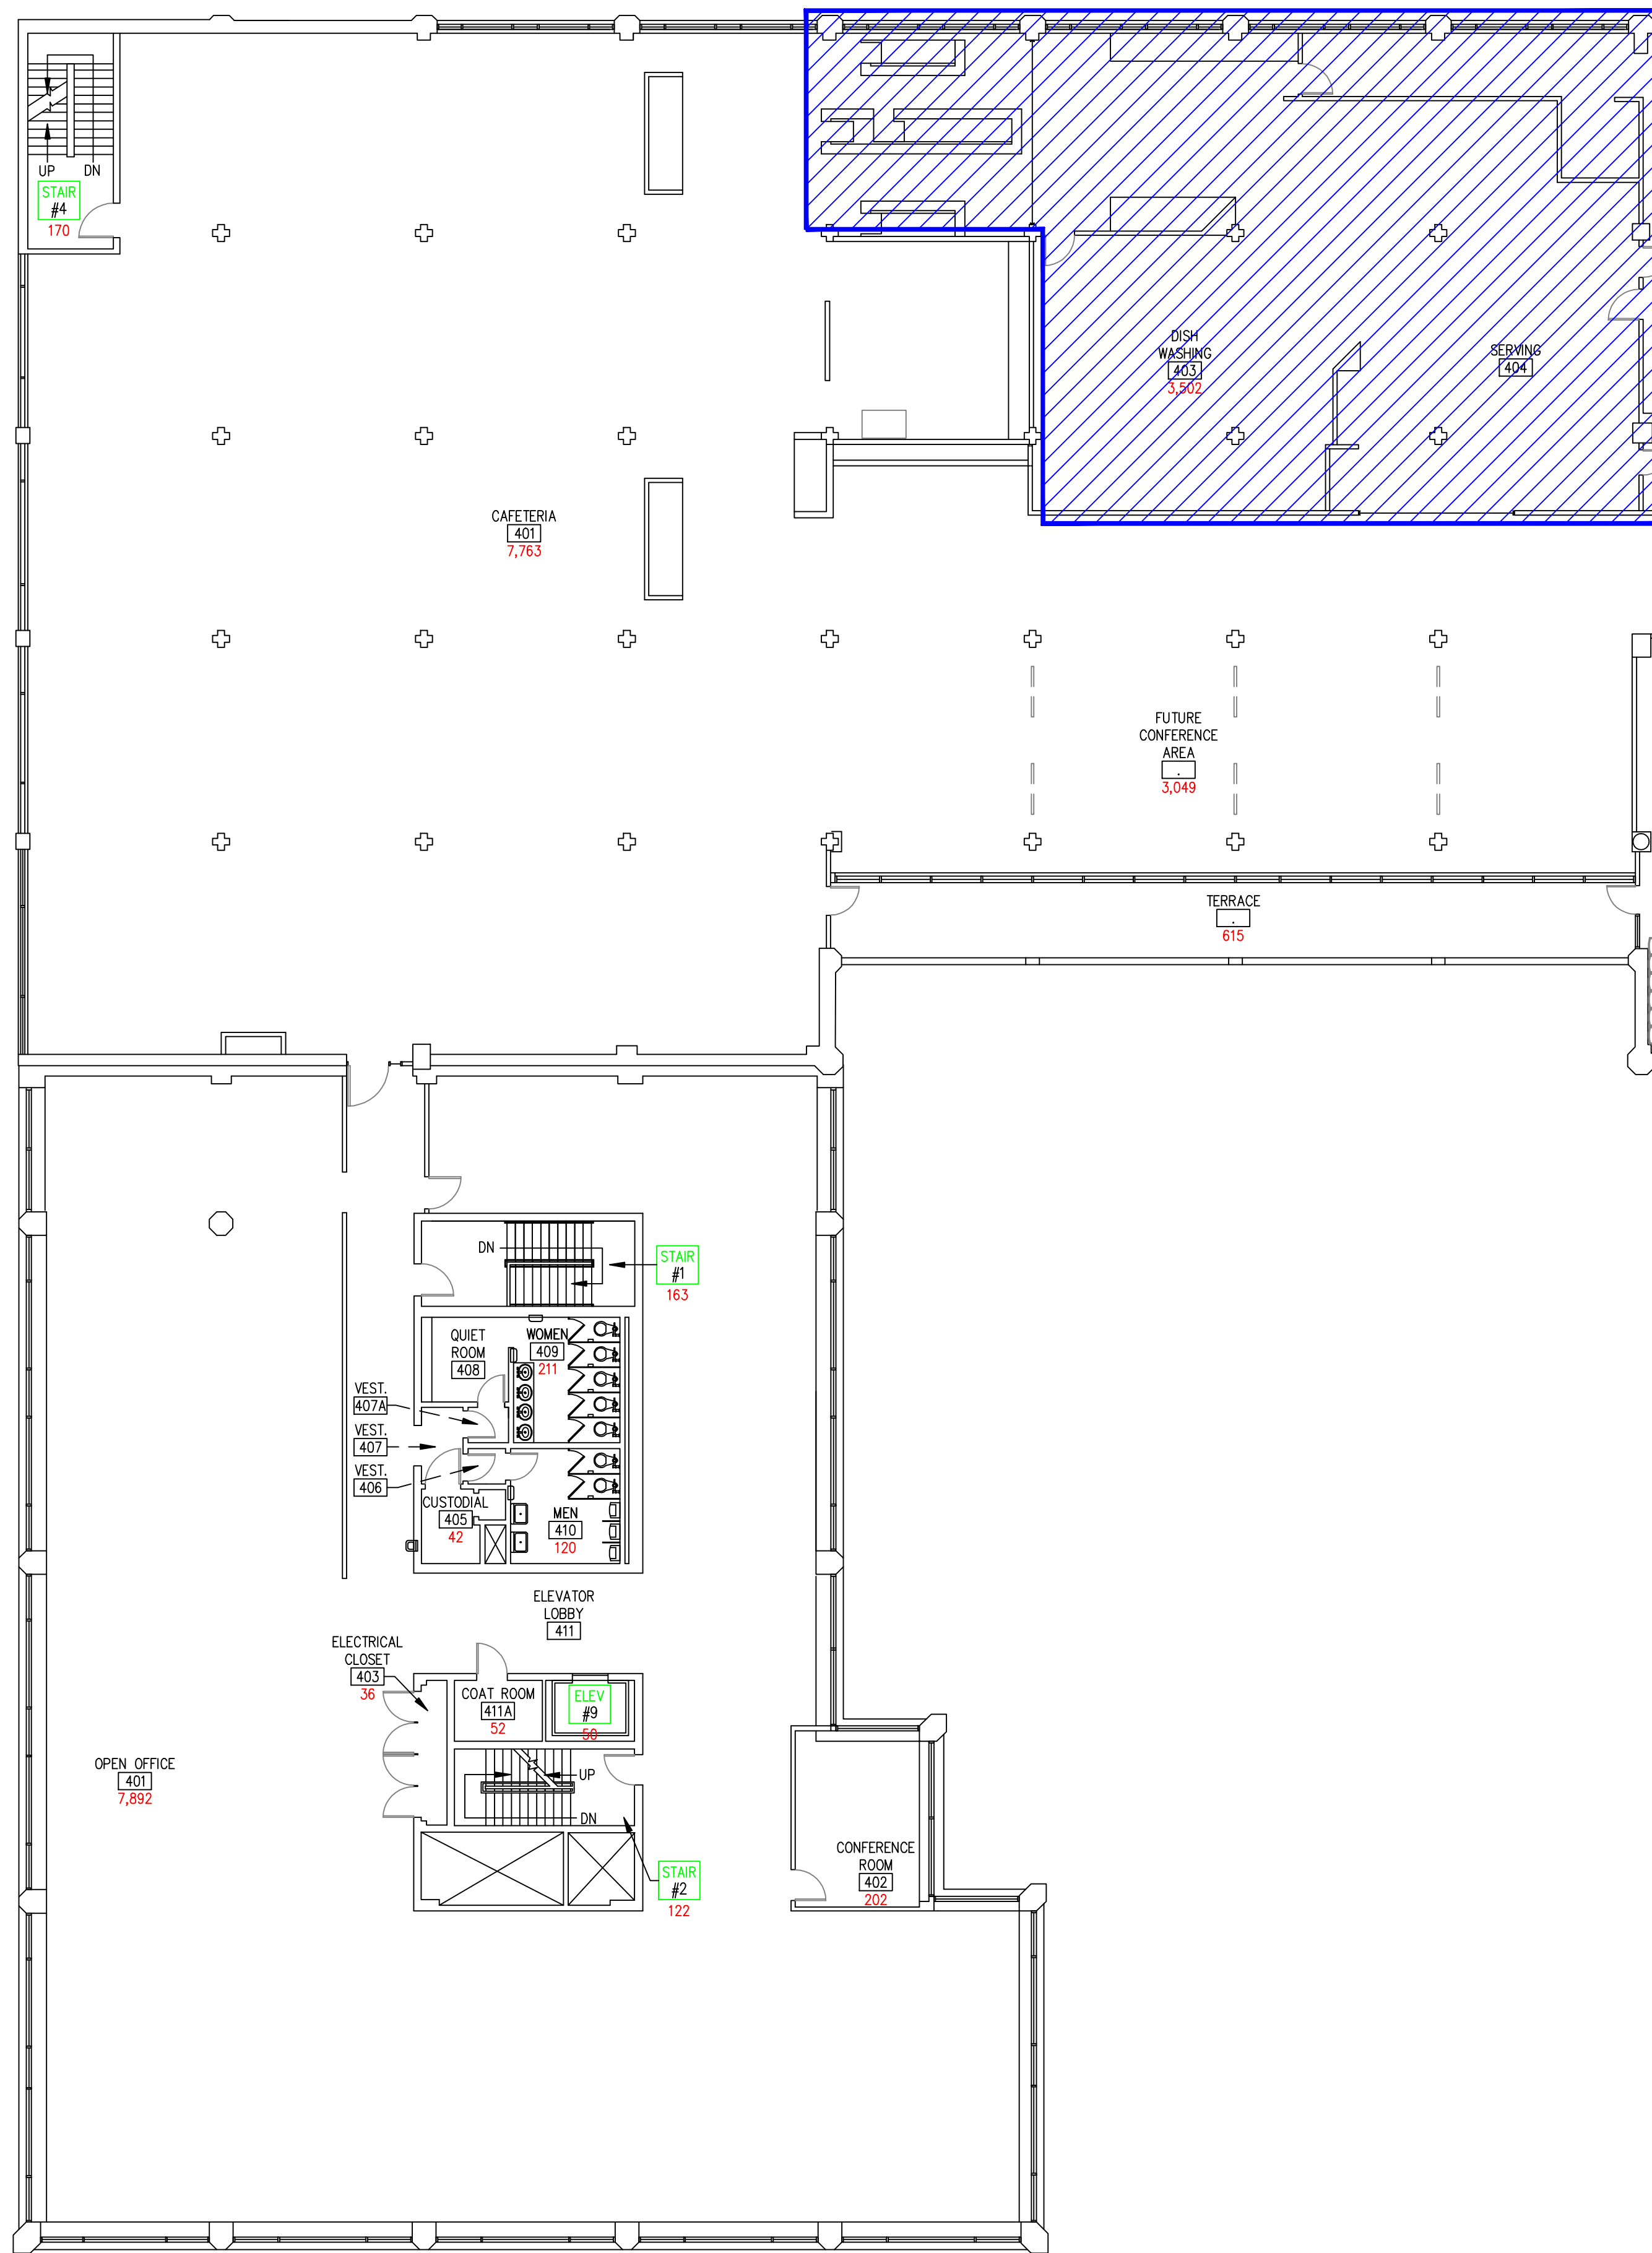 UP DN
STAIR
#4
170
DISH
WASHING
403
3,502
SERVING
404
CAFETERIA
401
7,763
FUTURE
CONFERENCE
AREA
.
3,049
TERRACE
.
615
DN
STAIR
#1
163
QUIET
ROOM
408
WOMEN
409
211
VEST.
407A
VEST.
407
VEST.
406
CUSTODIAL
405
42
MEN
410
120
ELEVATOR
LOBBY
411
ELECTRICAL
CLOSET
403
36
COAT ROOM
411A
52
ELEV
#9
50
OPEN OFFICE
401
7,892
UP
DN
CONFERENCE
ROOM
402
202
STAIR
#2
122